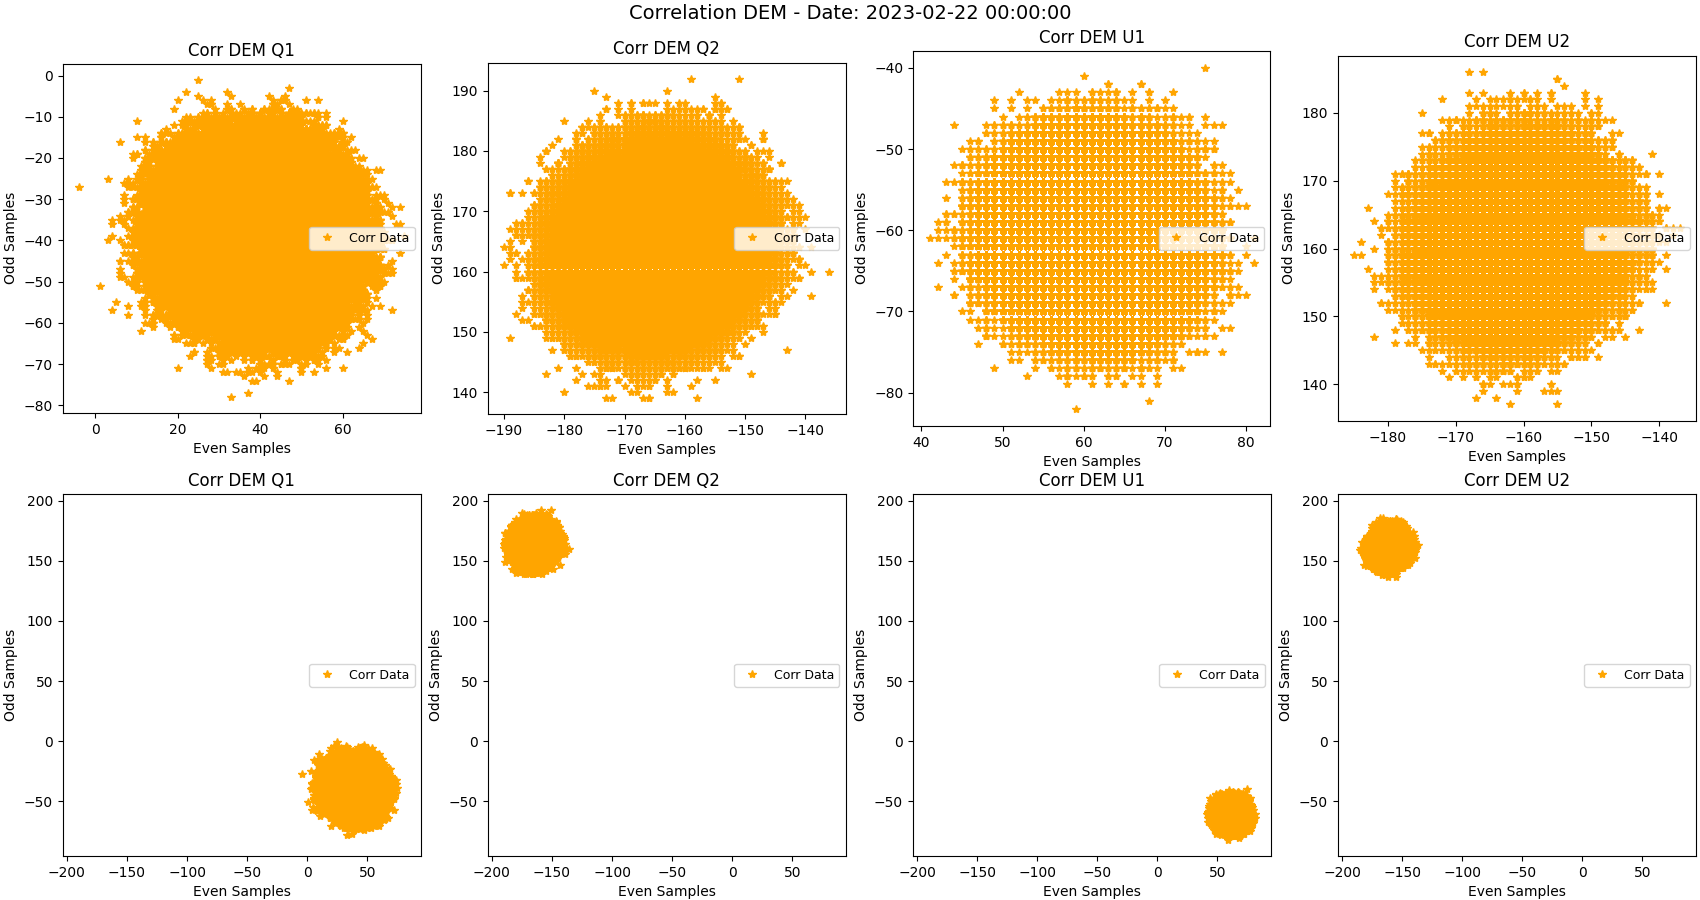 Correlation DEM - Date: 2023-02-22 00:00:00
Corr DEM Q1
Odd Samples
0
−10
−20
−30
−40
−50
−60
−70
−80
0 20 40 60
Even Samples
Corr Data
Corr DEM Q2
Odd Samples
190
180
170
160
150
140
−190 −180 −170 −160 −150 −140
Even Samples
Corr Data
Corr DEM U1
Odd Samples
−40
−50
−60
−70
−80
40 50 60 70 80
Even Samples
Corr Data
Corr DEM U2
Odd Samples
180
170
160
150
140
−180 −170 −160 −150 −140
Even Samples
Corr Data
Corr DEM Q1
Odd Samples
200
150
100
50
0
−50
−200 −150 −100 −50 0 50
Even Samples
Corr Data
Corr DEM Q2
Odd Samples
200
150
100
50
0
−50
−200 −150 −100 −50 0 50
Even Samples
Corr Data
Corr DEM U1
Odd Samples
200
150
100
50
0
−50
−200 −150 −100 −50 0 50
Even Samples
Corr Data
Corr DEM U2
Odd Samples
200
150
100
50
0
−50
−200 −150 −100 −50 0 50
Even Samples
Corr Data